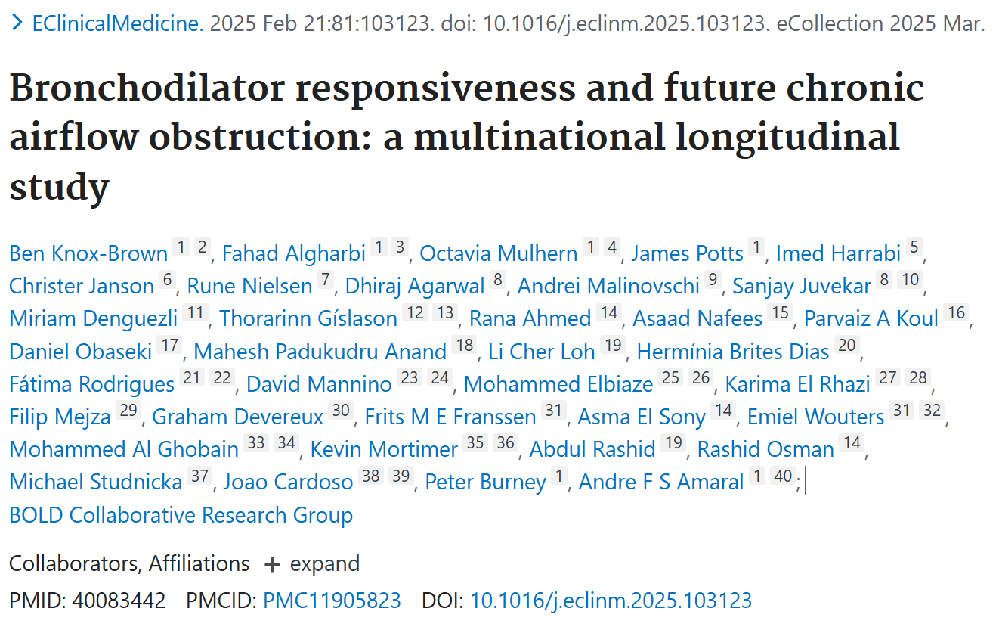 > EClinicalMedicine. 2025 Feb 21:81:103123. doi: 10.1016/j.eclinm.2025.103123. eCollection 2025 Mar.
Bronchodilator responsiveness and future chronic
airflow obstruction: a multinational longitudinal
study
Ben Knox-Brown 1 2, Fahad Algharbi 1 3, Octavia Mulhern 1 4, James Potts 1, Imed Harrabi 5,
Christer Janson 6, Rune Nielsen 7, Dhiraj Agarwal 8, Andrei Malinovschi 9, Sanjay Juvekar 8 10,
Miriam Denguezli 11, Thorarinn Gíslason 12 13, Rana Ahmed 14, Asaad Nafees 15, Parvaiz A Koul 16,
Daniel Obaseki 17, Mahesh Padukudru Anand 18, Li Cher Loh 19, Hermínia Brites Dias 20,
Fátima Rodrigues 21 22, David Mannino 23 24, Mohammed Elbiaze 25 26, Karima El Rhazi 27 28,
Filip Mejza 29, Graham Devereux 30, Frits M E Franssen 31, Asma El Sony 14, Emiel Wouters 31 32,
Mohammed Al Ghobain 33 34, Kevin Mortimer 35 36, Abdul Rashid 19, Rashid Osman 14,
Michael Studnicka 37, Joao Cardoso 38 39, Peter Burney 1, Andre F S Amaral 1 40;
BOLD Collaborative Research Group
Collaborators, Affiliations + expand
PMID: 40083442 PMCID: PMC11905823 DOI: 10.1016/j.eclinm.2025.103123